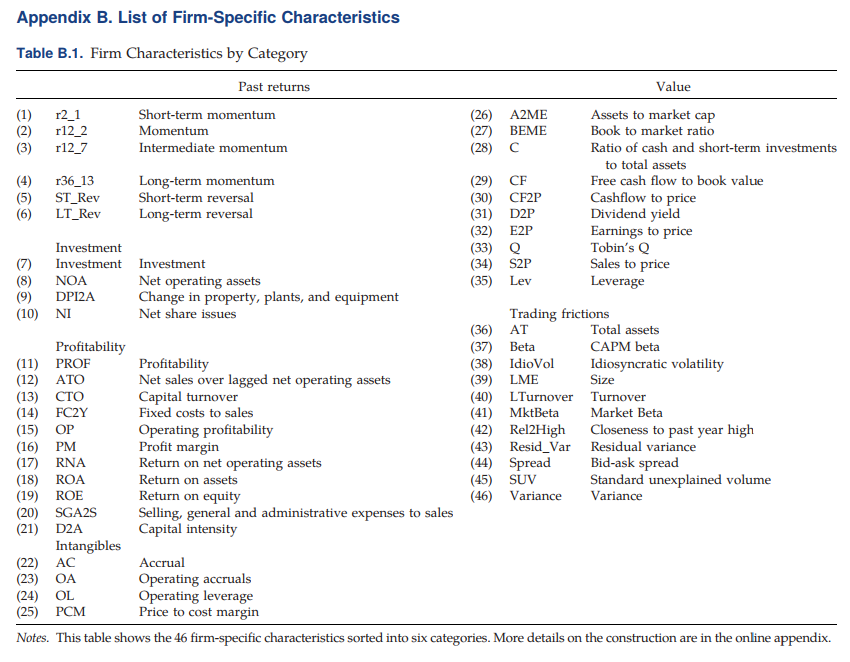 Appendix B. List of Firm-Specific Characteristics
Table B.1. Firm Characteristics by Category
Past returns
(1) r2_1 Short-term momentum
(2) r12_2 Momentum
(3) r12_7 Intermediate momentum
(4) r36_13 Long-term momentum
(5) ST_Rev Short-term reversal
(6) LT_Rev Long-term reversal
Investment
(7) Investment Investment
(8) NOA Net operating assets
(9) DPI2A Change in property, plants, and equipment
(10) NI Net share issues
Profitability
(11) PROF Profitability
(12) ATO Net sales over lagged net operating assets
(13) CTO Capital turnover
(14) FC2Y Fixed costs to sales
(15) OP Operating profitability
(16) PM Profit margin
(17) RNA Return on net operating assets
(18) ROA Return on assets
(19) ROE Return on equity
(20) SGA2S Selling, general and administrative expenses to sales
(21) D2A Capital intensity
Intangibles
(22) AC Accrual
(23) OA Operating accruals
(24) OL Operating leverage
(25) PCM Price to cost margin
Value
(26) A2ME Assets to market cap
(27) BEME Book to market ratio
(28) C Ratio of cash and short-term investments
to total assets
(29) CF Free cash flow to book value
(30) CF2P Cashflow to price
(31) D2P Dividend yield
(32) E2P Earnings to price
(33) Q Tobin's Q
(34) S2P Sales to price
(35) Lev Leverage
Trading frictions
(36) AT Total assets
(37) Beta CAPM beta
(38) IdioVol Idiosyncratic volatility
(39) LME Size
(40) LTurnover Turnover
(41) MktBeta Market Beta
(42) Rel2High Closeness to past year high
(43) Resid_Var Residual variance
(44) Spread Bid-ask spread
(45) SUV Standard unexplained volume
(46) Variance Variance
Notes. This table shows the 46 firm-specific characteristics sorted into six categories. More details on the construction are in the online appendix.